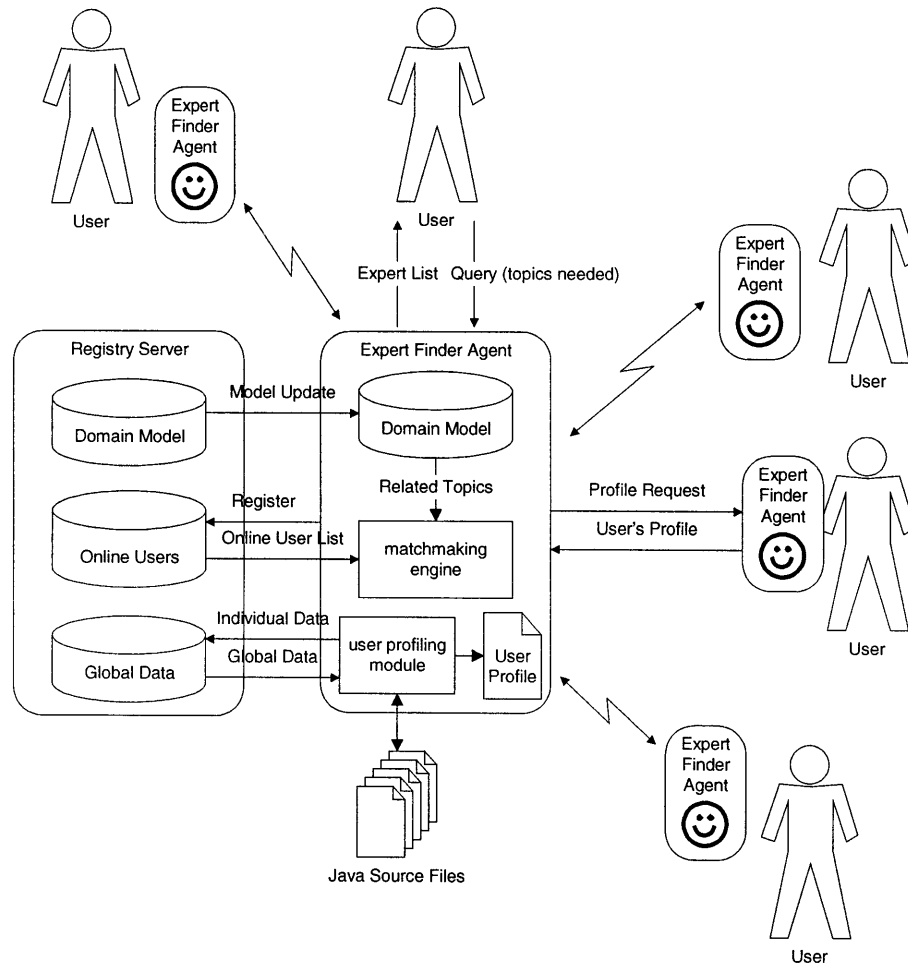 Expert
Finder
Agent
User
User
Expert List
Query (topics needed)
Expert
Finder
Agent
User
Registry Server
Expert Finder Agent
Domain Model
Model Update
Domain Model
Related Topics
Register
Online Users
Online User List
matchmaking
engine
Profile Request
User's Profile
Expert
Finder
Agent
User
Individual Data
Global Data
Global Data
user profiling
module
User
Profile
Java Source Files
Expert
Finder
Agent
User